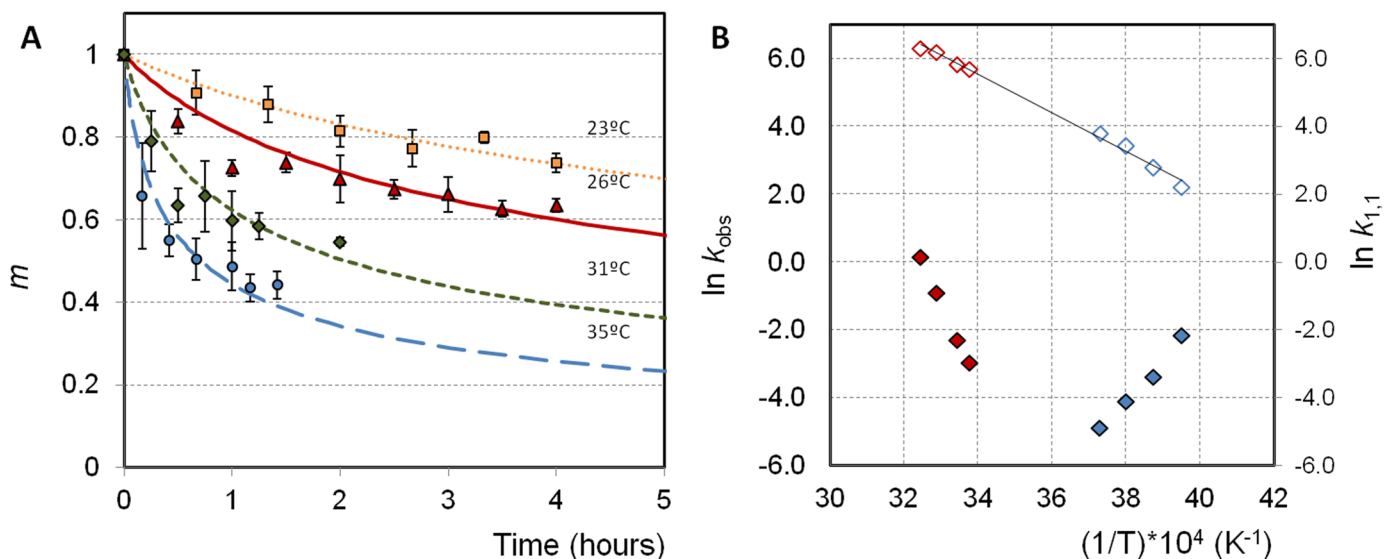 A
1
0.8
0.6
0.4
0.2
0
m
23ºC
26ºC
31ºC
35ºC
0 1 2 3 4 5
Time (hours)
B
6.0
4.0
2.0
0.0
-2.0
-4.0
-6.0
ln k_obs
6.0
4.0
2.0
0.0
-2.0
-4.0
-6.0
ln k_1,1
30 32 34 36 38 40 42
(1/T)*10⁴ (K⁻¹)